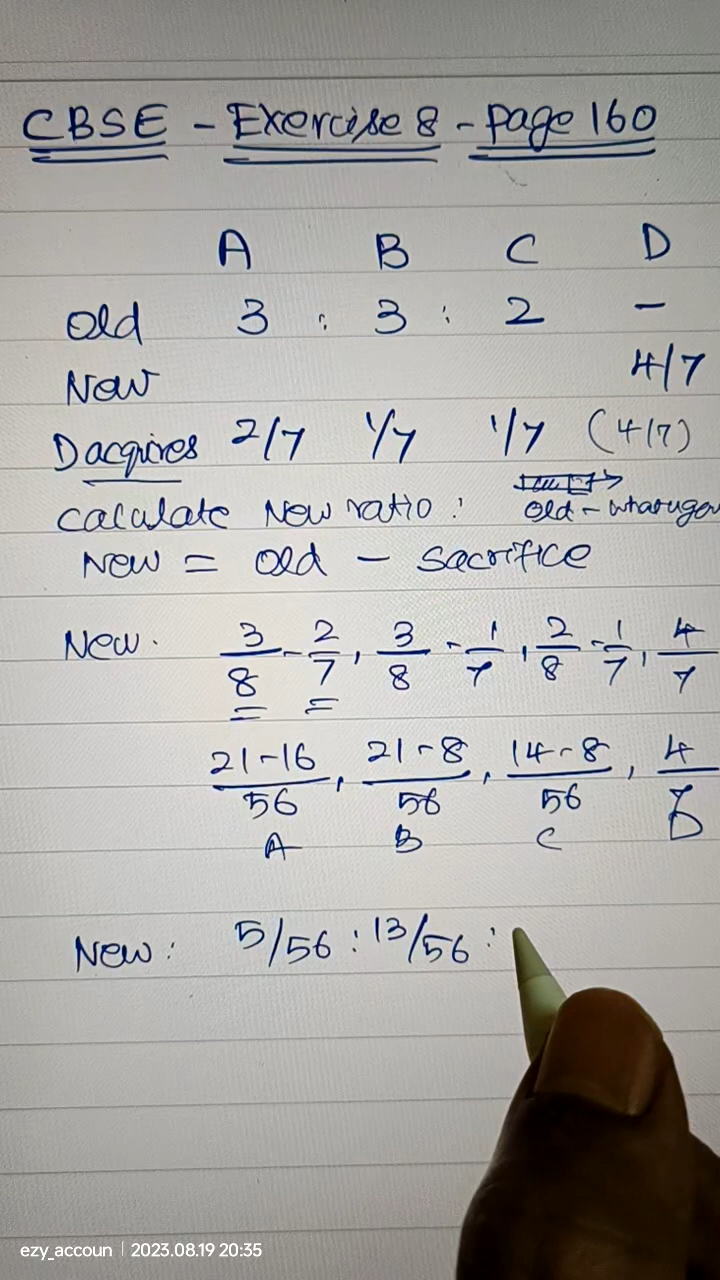 CBSE - Exercise 8 - Page 160
A B C D
Old 3 : 3 : 2 -
New 4/7
D acquires 2/7 1/7 1/7 (4/7)
Calculate New ratio : Old -
New = Old - Sacrifice
New. 3/8 - 2/7, 3/8 - 1/7, 2/8 - 1/7, 4/7
21-16/56, 21-8/56, 14-8/56, 4/7
A B C D
New : 5/56 : 13/56 :
ezy_accoun | 2023.08.19 20:35